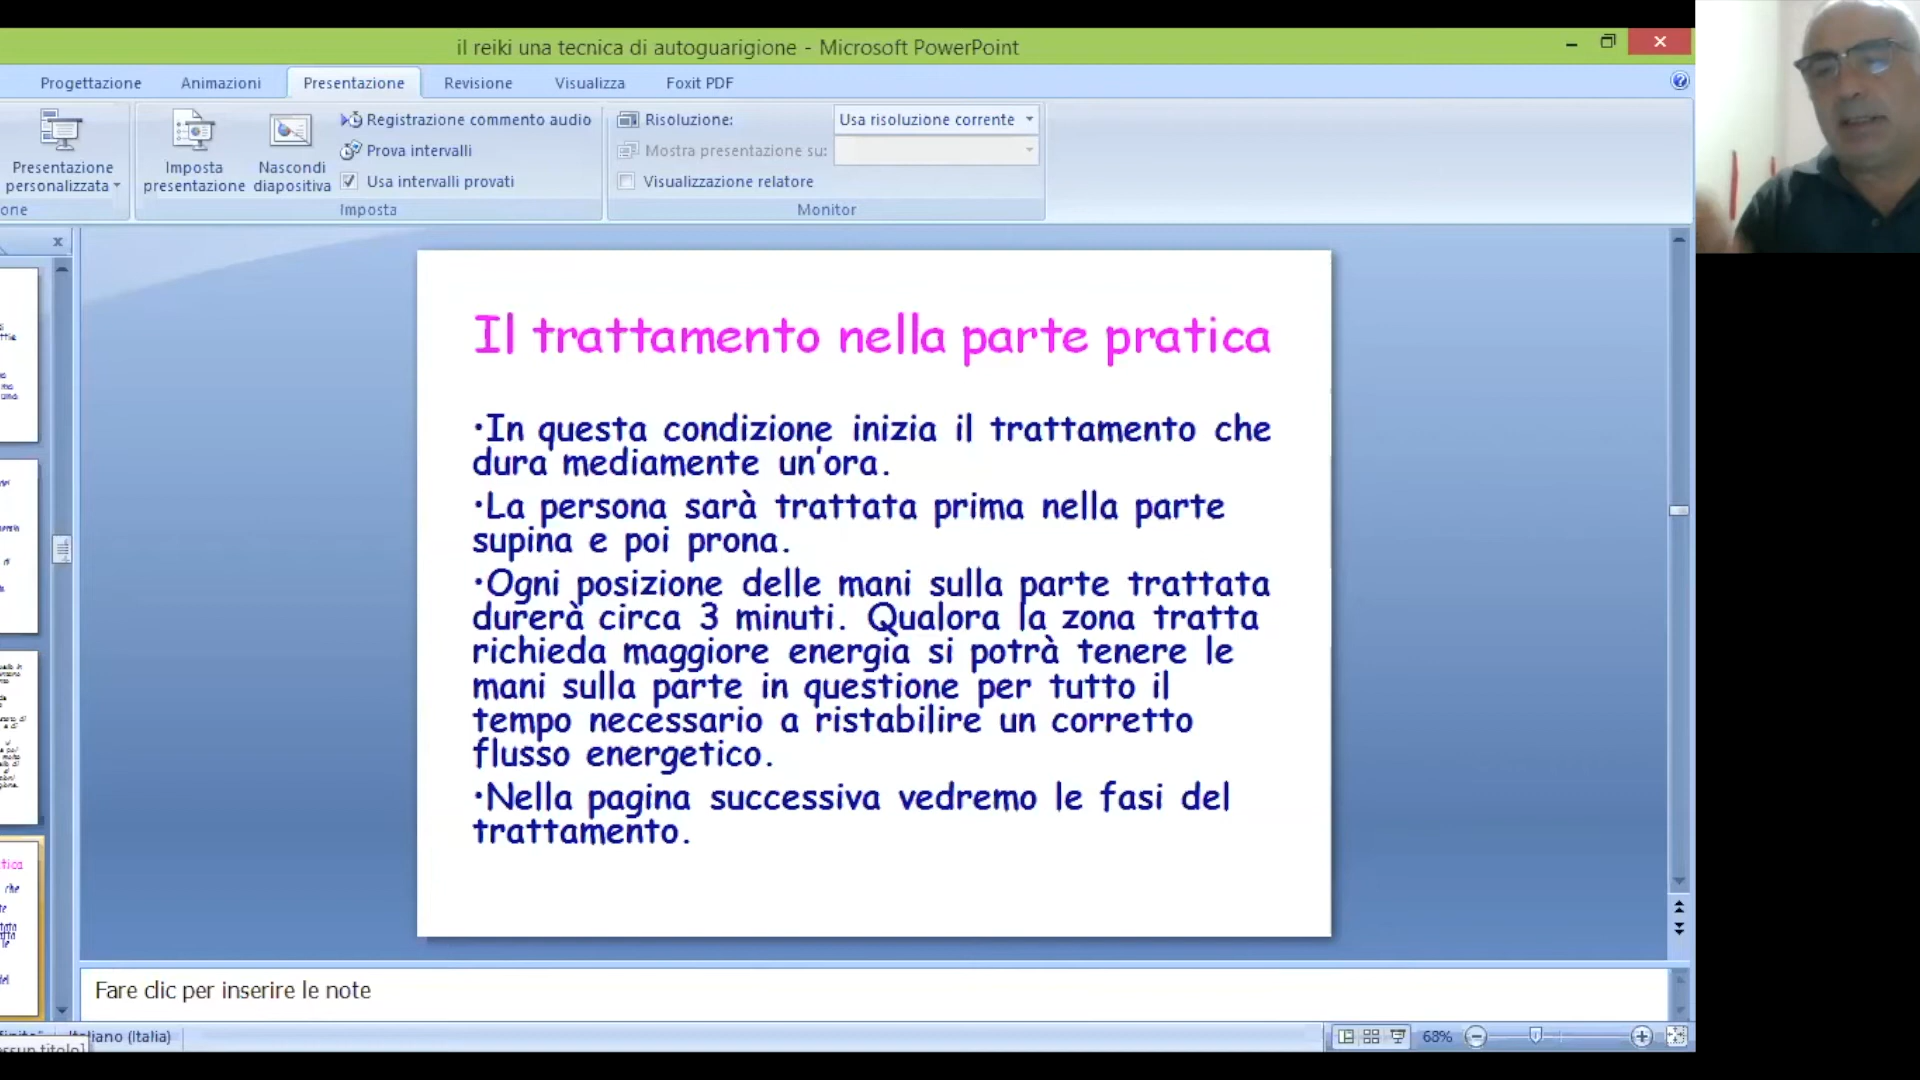 il reiki una tecnica di autoguarigione - Microsoft PowerPoint
Progettazione Animazioni Presentazione Revisione Visualizza Foxit PDF
Presentazione personalizzata
Imposta presentazione
Nascondi diapositiva
Registrazione commento audio
Prova intervalli
Usa intervalli provati
Imposta
Risoluzione: Usa risoluzione corrente
Mostra presentazione su:
Visualizzazione relatore
Monitor
Il trattamento nella parte pratica
•In questa condizione inizia il trattamento che
dura mediamente un'ora.
•La persona sarà trattata prima nella parte
supina e poi prona.
•Ogni posizione delle mani sulla parte trattata
durerà circa 3 minuti. Qualora la zona tratta
richieda maggiore energia si potrà tenere le
mani sulla parte in questione per tutto il
tempo necessario a ristabilire un corretto
flusso energetico.
•Nella pagina successiva vedremo le fasi del
trattamento.
Fare clic per inserire le note
(Italia)
68%